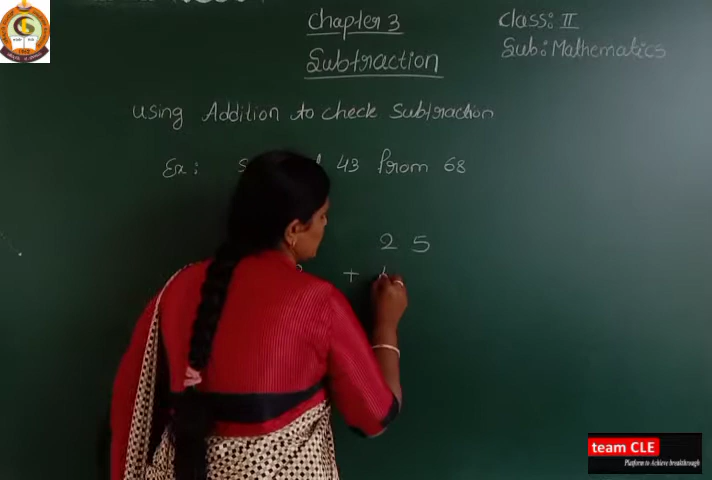 Chapter 3
Class: II
Subtraction
Sub: Mathematics
using Addition to check Subtraction
Ex: 43 from 68
2 5
+
team CLE
Platform to Achieve breakthrough